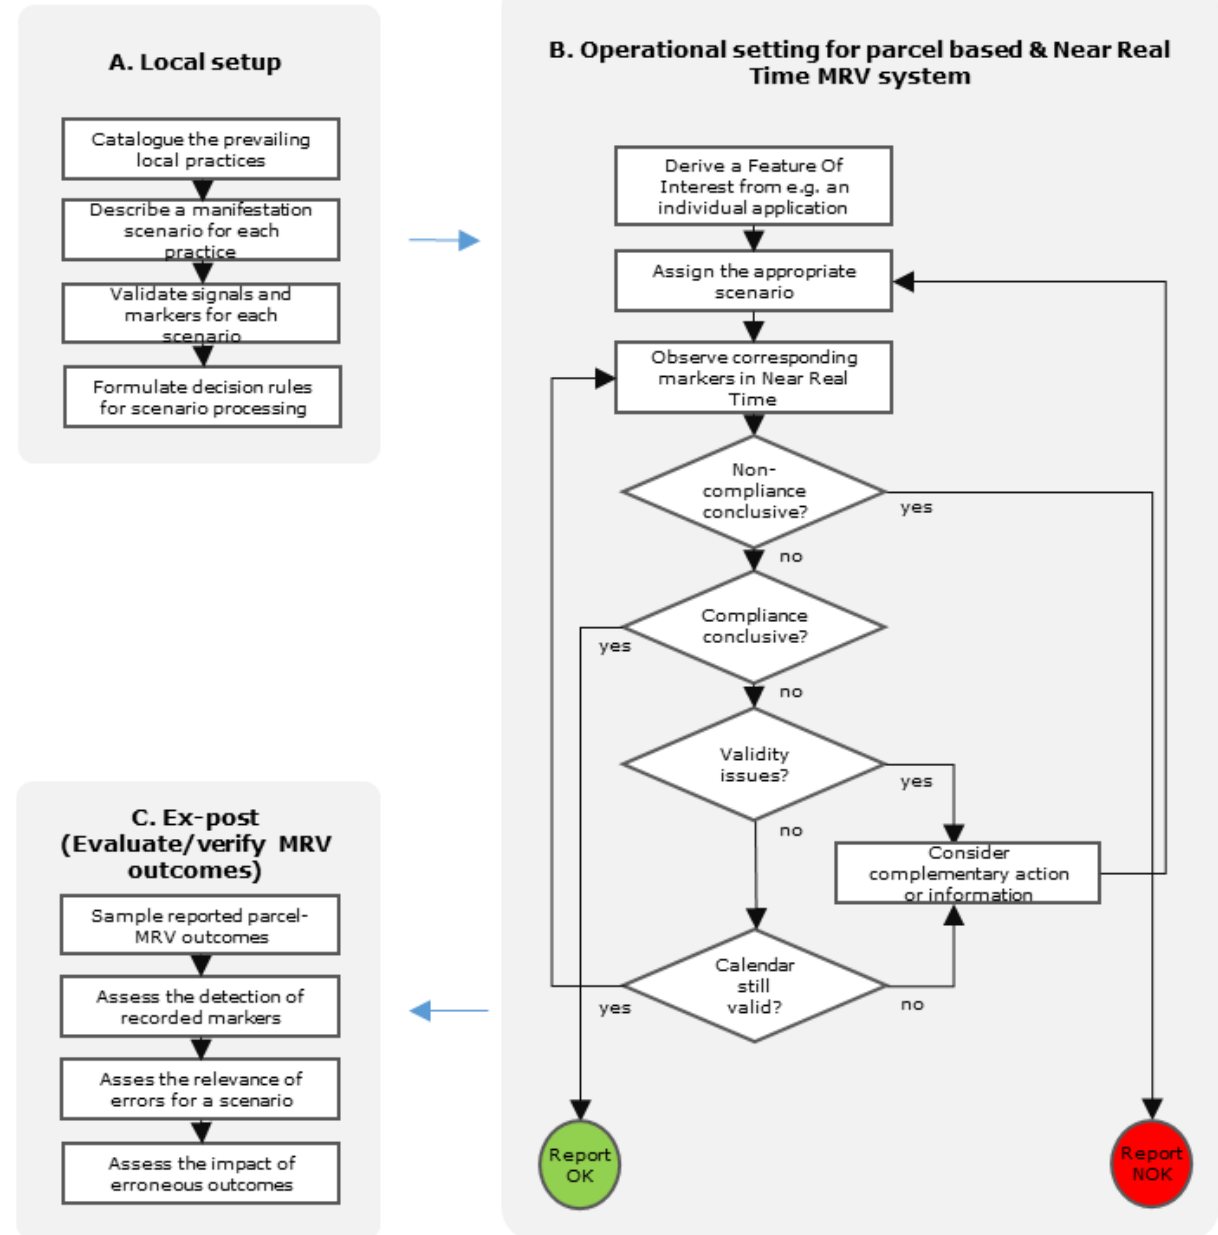 A. Local setup
Catalogue the prevailing
local practices
Describe a manifestation
scenario for each
practice
Validate signals and
markers for each
scenario
Formulate decision rules
for scenario processing
B. Operational setting for parcel based & Near Real
Time MRV system
Derive a Feature Of
Interest from e.g. an
individual application
Assign the appropriate
scenario
Observe corresponding
markers in Near Real
Time
Non-
compliance
conclusive?
yes
no
Compliance
conclusive?
yes
no
Validity
issues?
yes
no
Consider
complementary action
or information
Calendar
still
valid?
yes
no
Report
OK
Report
NOK
C. Ex-post
(Evaluate/verify MRV
outcomes)
Sample reported parcel-
MRV outcomes
Assess the detection of
recorded markers
Asses the relevance of
errors for a scenario
Assess the impact of
erroneous outcomes